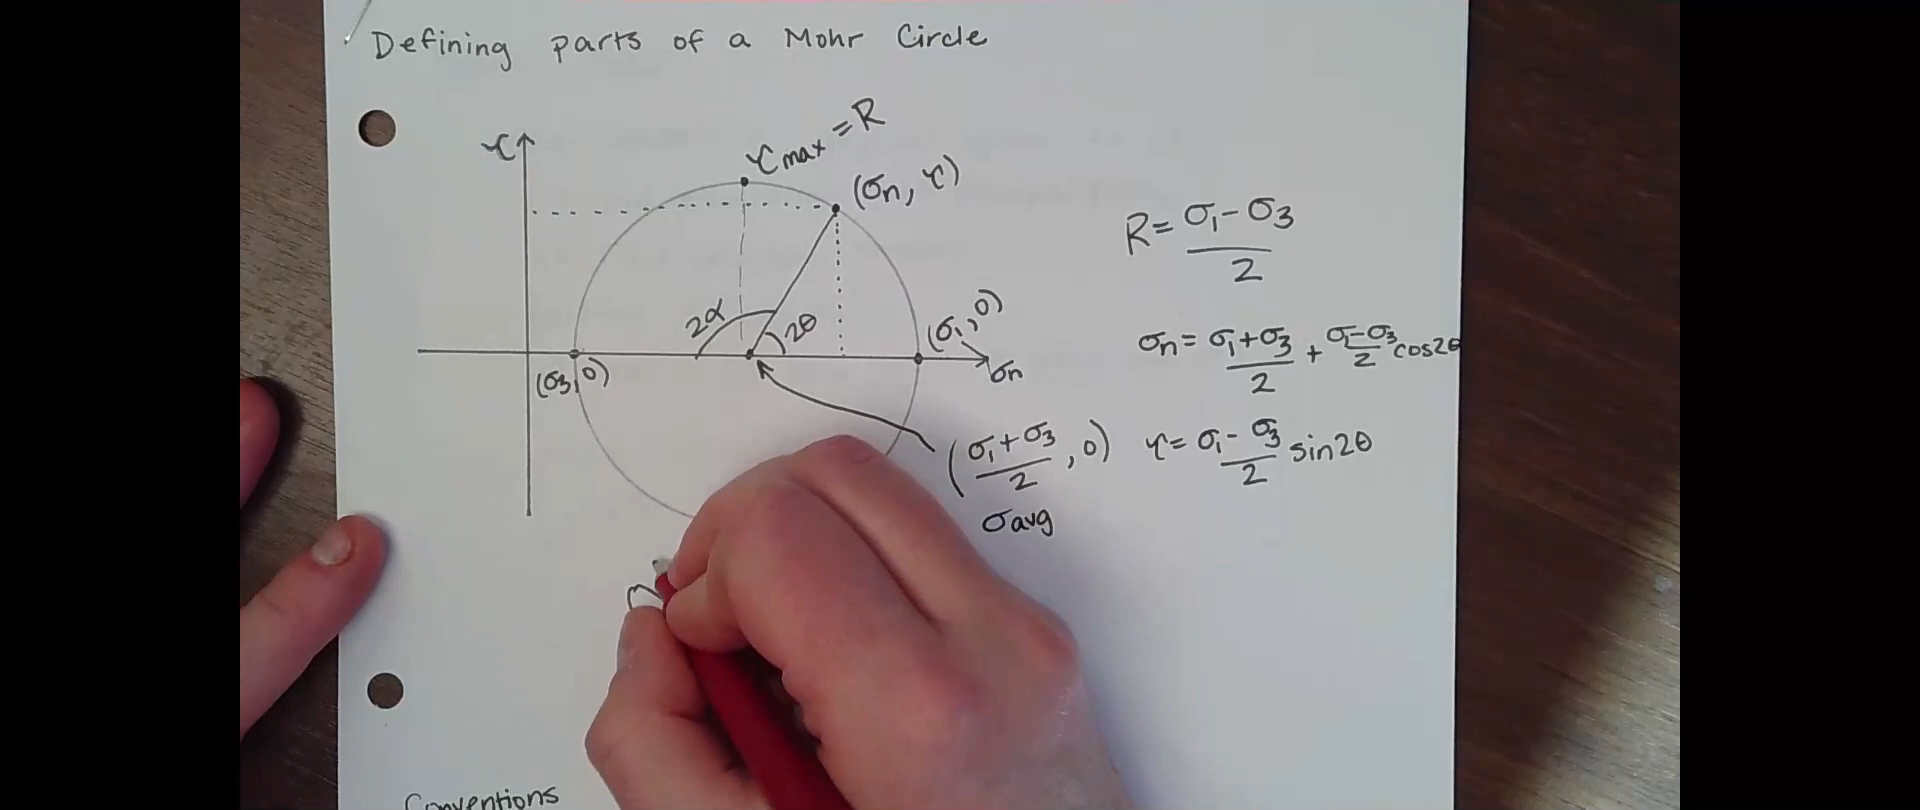 Defining parts of a Mohr Circle
τ
τmax = R
(σn, τ)
2α
2θ
(σ3, 0)
(σ1, 0)
σn
(σ1+σ3/2, 0)
σavg
R = σ1-σ3/2
σn = σ1+σ3/2 + σ1-σ3/2 cos2θ
τ = σ1-σ3/2 sin2θ
Conventions